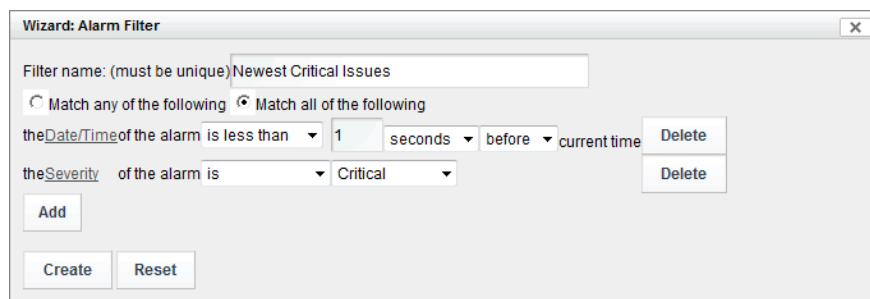 Wizard: Alarm Filter
Filter name: (must be unique) Newest Critical Issues
Match any of the following Match all of the following
the Date/Time of the alarm is less than 1 seconds before current time Delete
the Severity of the alarm is Critical Delete
Add
Create Reset